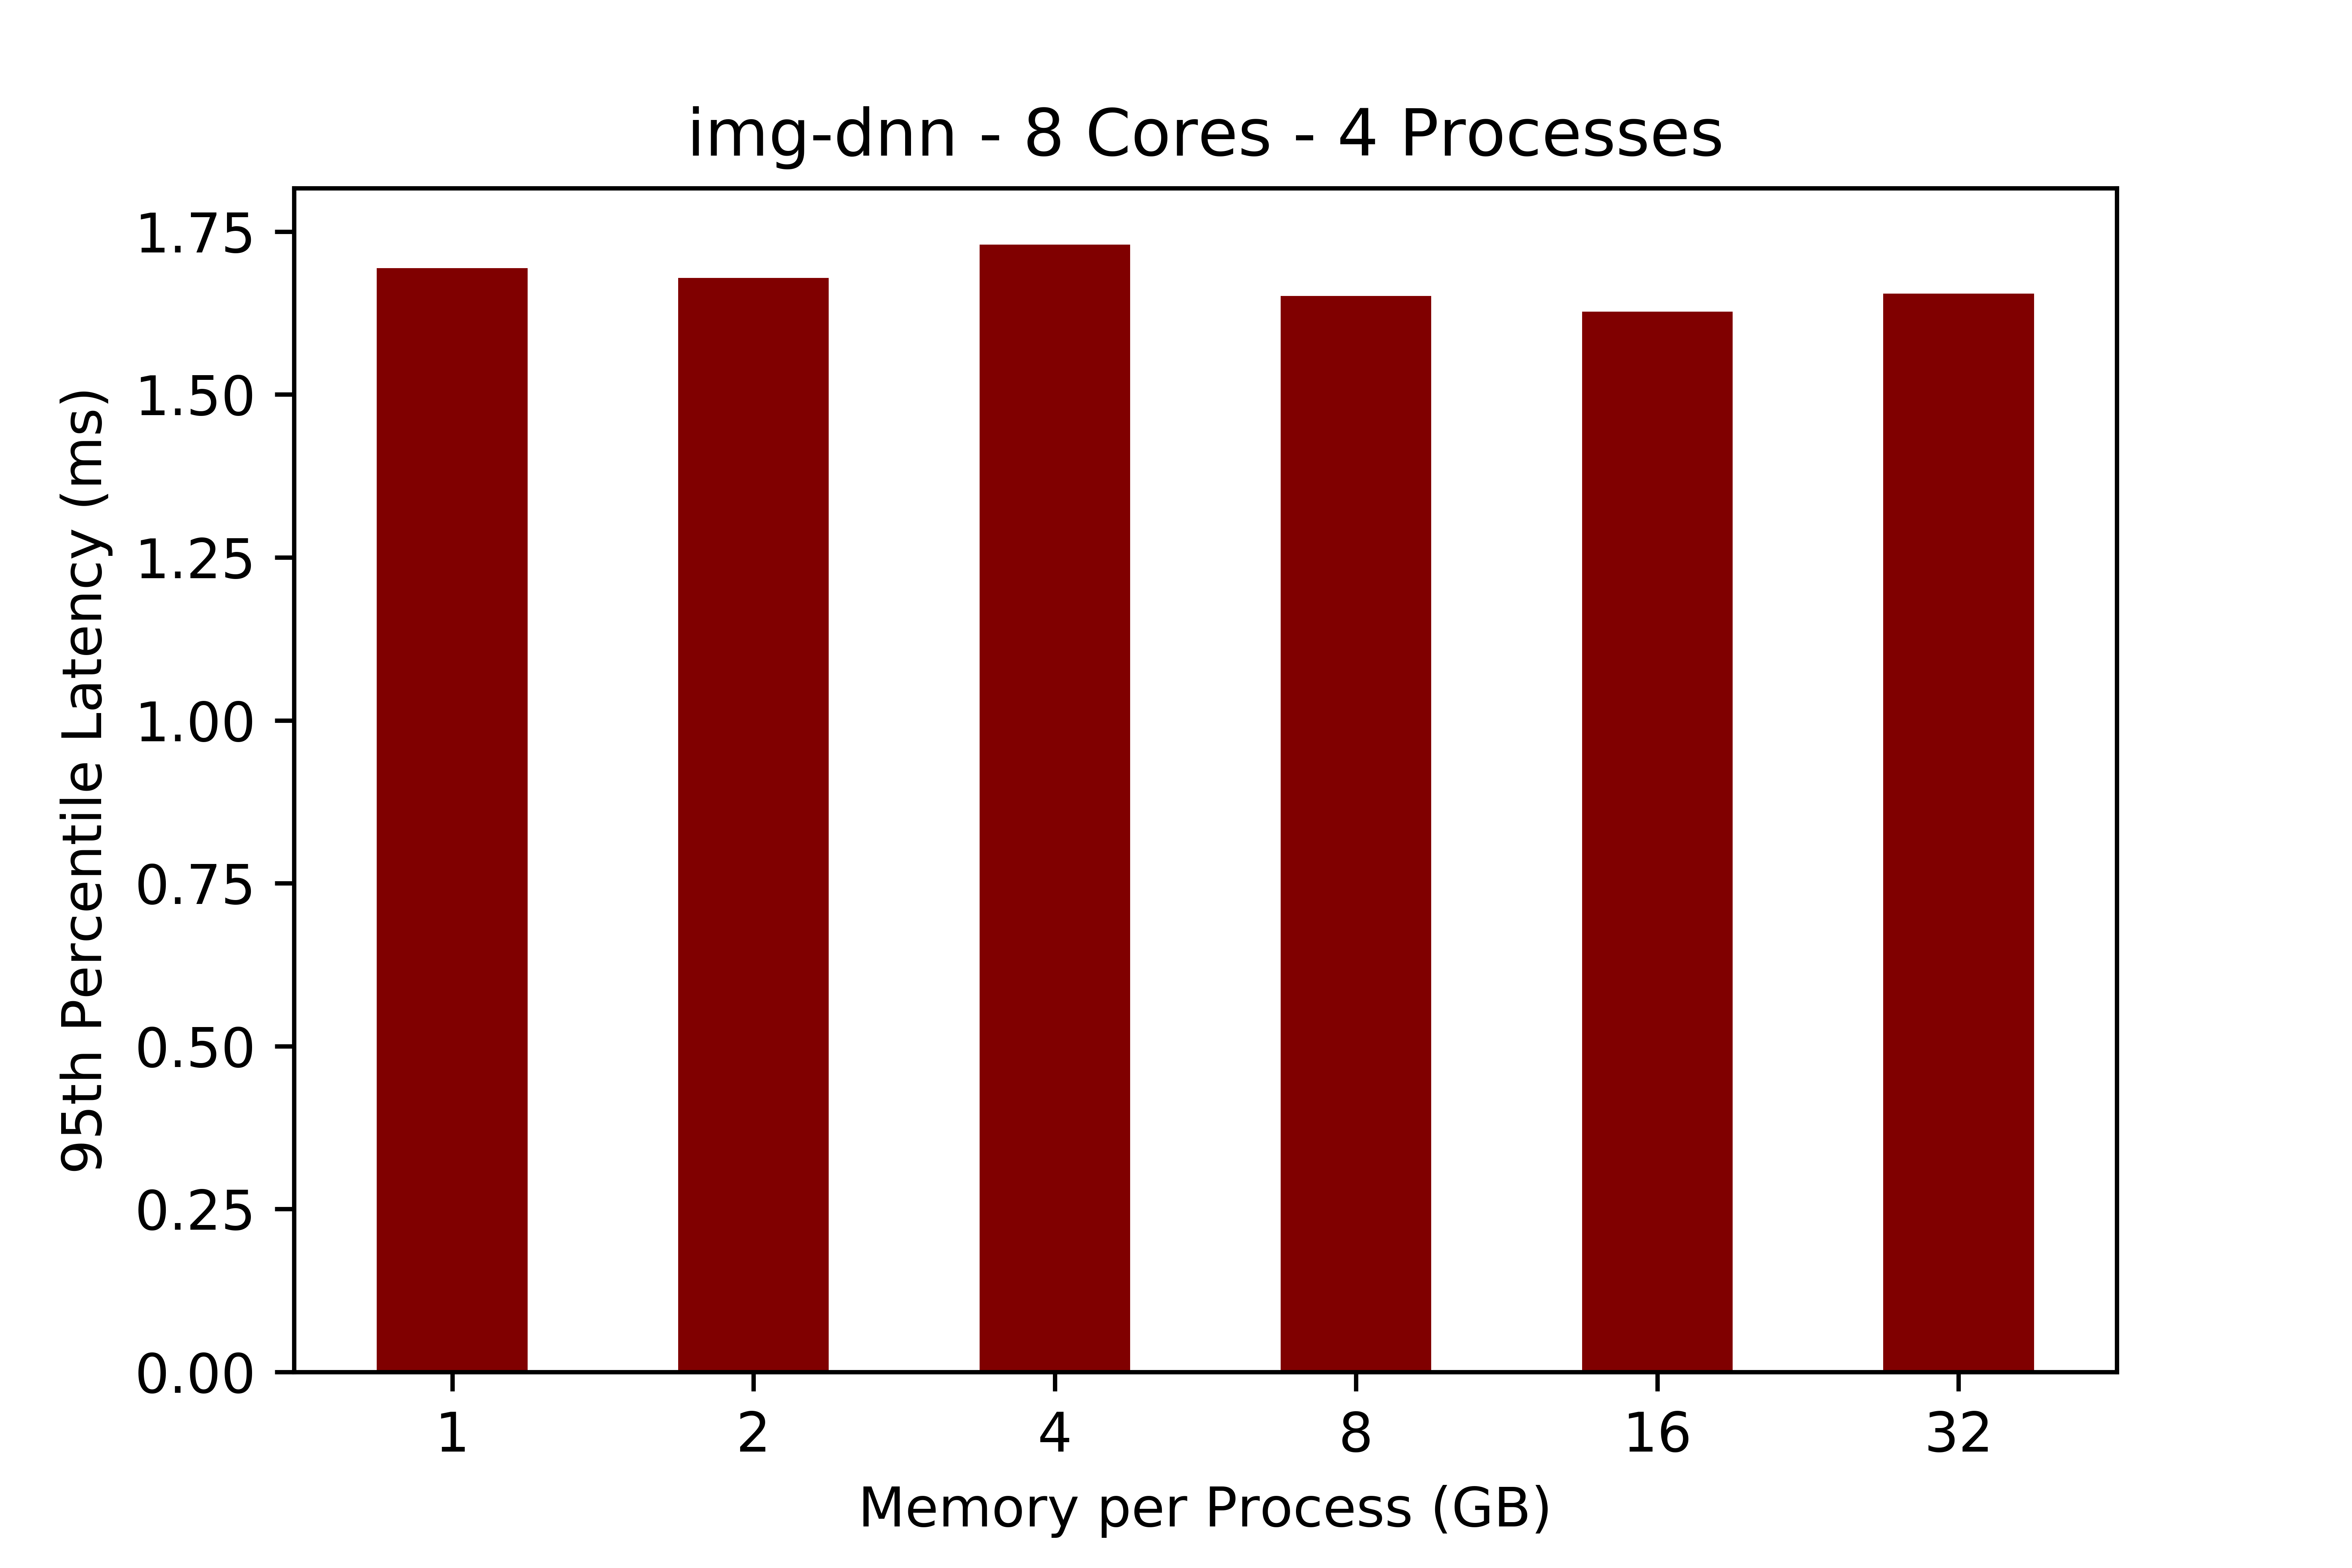 img-dnn - 8 Cores - 4 Processes
95th Percentile Latency (ms)
1.75
1.50
1.25
1.00
0.75
0.50
0.25
0.00
1 2 4 8 16 32
Memory per Process (GB)